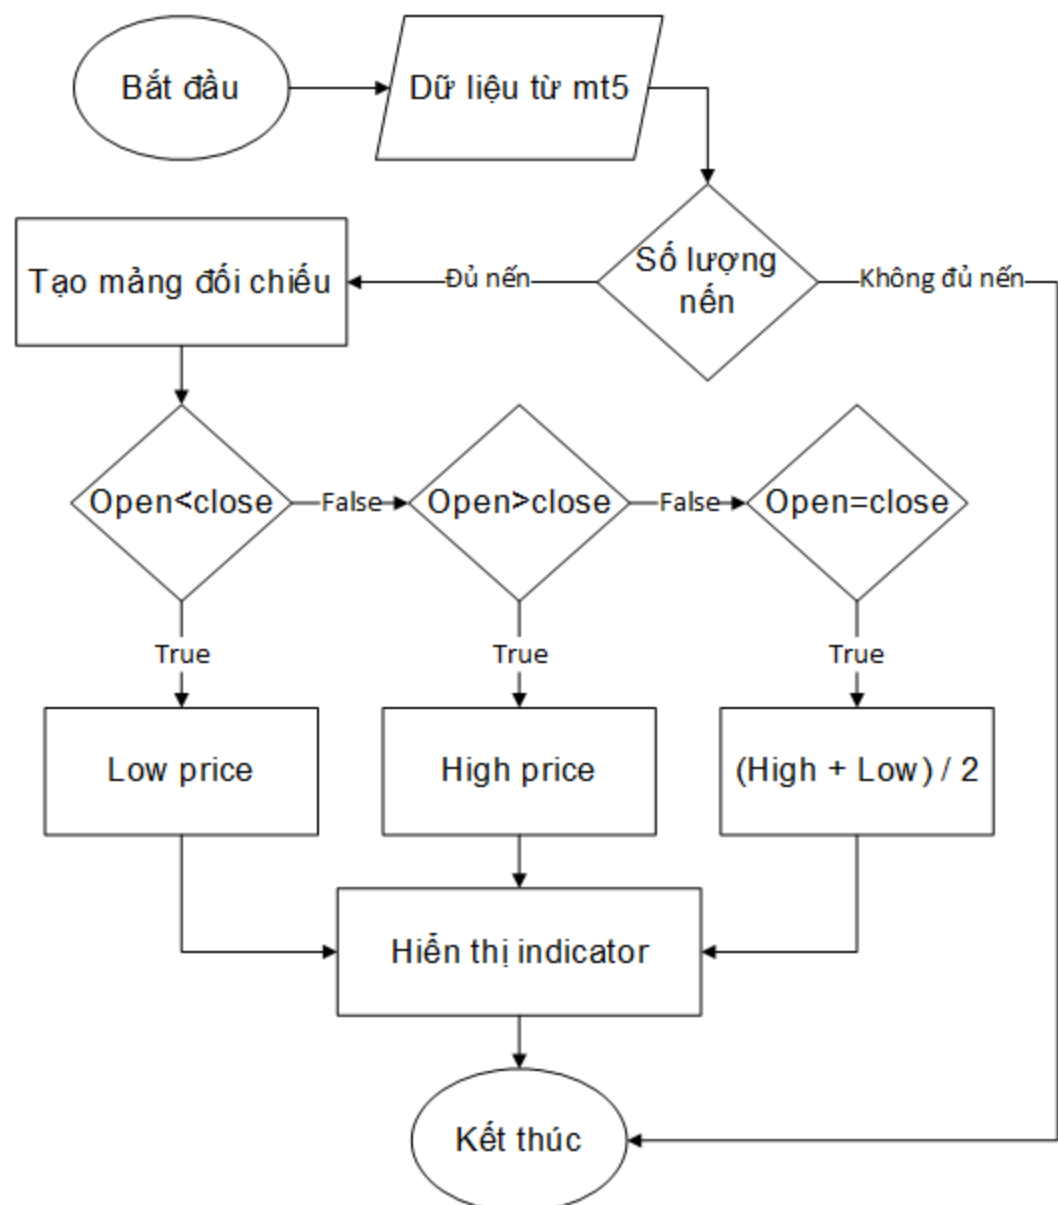 Bắt đầu
Dữ liệu từ mt5
Số lượng
nến
Đủ nến
Không đủ nến
Tạo mảng đối chiếu
Open<close
False
Open>close
False
Open=close
True
True
True
Low price
High price
(High + Low) / 2
Hiển thị indicator
Kết thúc